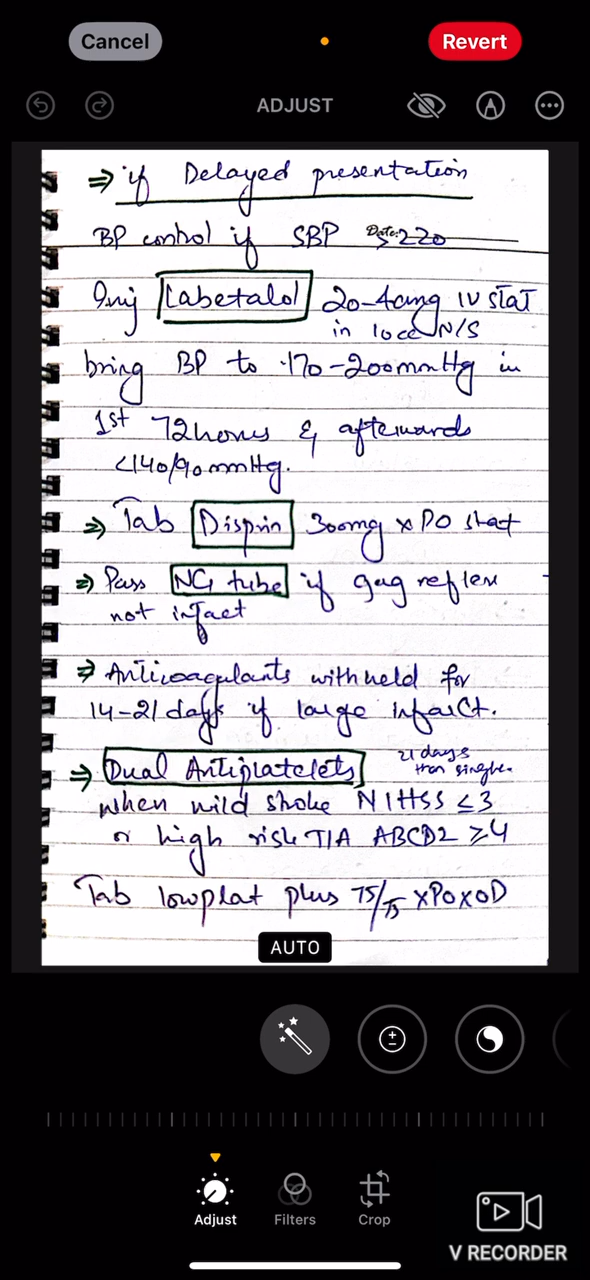 Cancel
Revert
ADJUST
⇒ if Delayed presentation
BP control if SBP Date: >220
Inj Labetalol 20-40mg IV STAT
in 10cc N/S
bring BP to 170-200mmHg in
1st 72hours & afterwards
<140/90mmHg.
⇒ Tab Disprin 300mg x PO stat
⇒ Pass NG tube if gag reflex
not intact
⇒ Anticoagulants withheld for
14-21 days if large infarct.
⇒ Dual Antiplatelets 21 days
then single.
when mild stroke NIHSS ≤3
or high risk TIA ABCD2 ≥4
Tab lowplat plus 75/75 xPOxOD
AUTO
Adjust
Filters
Crop
V RECORDER